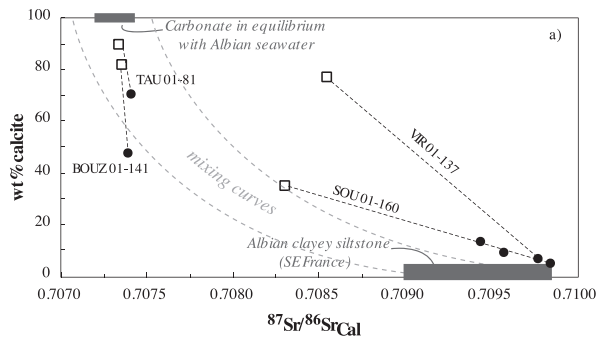 100
80
60
40
20
0
wt% calcite
Carbonate in equilibrium
with Albian seawater
a)
TAU 01-81
BOUZ 01-141
VIR 01-137
mixing curves
SOU 01-160
Albian clayey siltstone
(SE France)
0.7070
0.7075
0.7080
0.7085
0.7090
0.7095
0.7100
⁸⁷Sr/⁸⁶SrCal